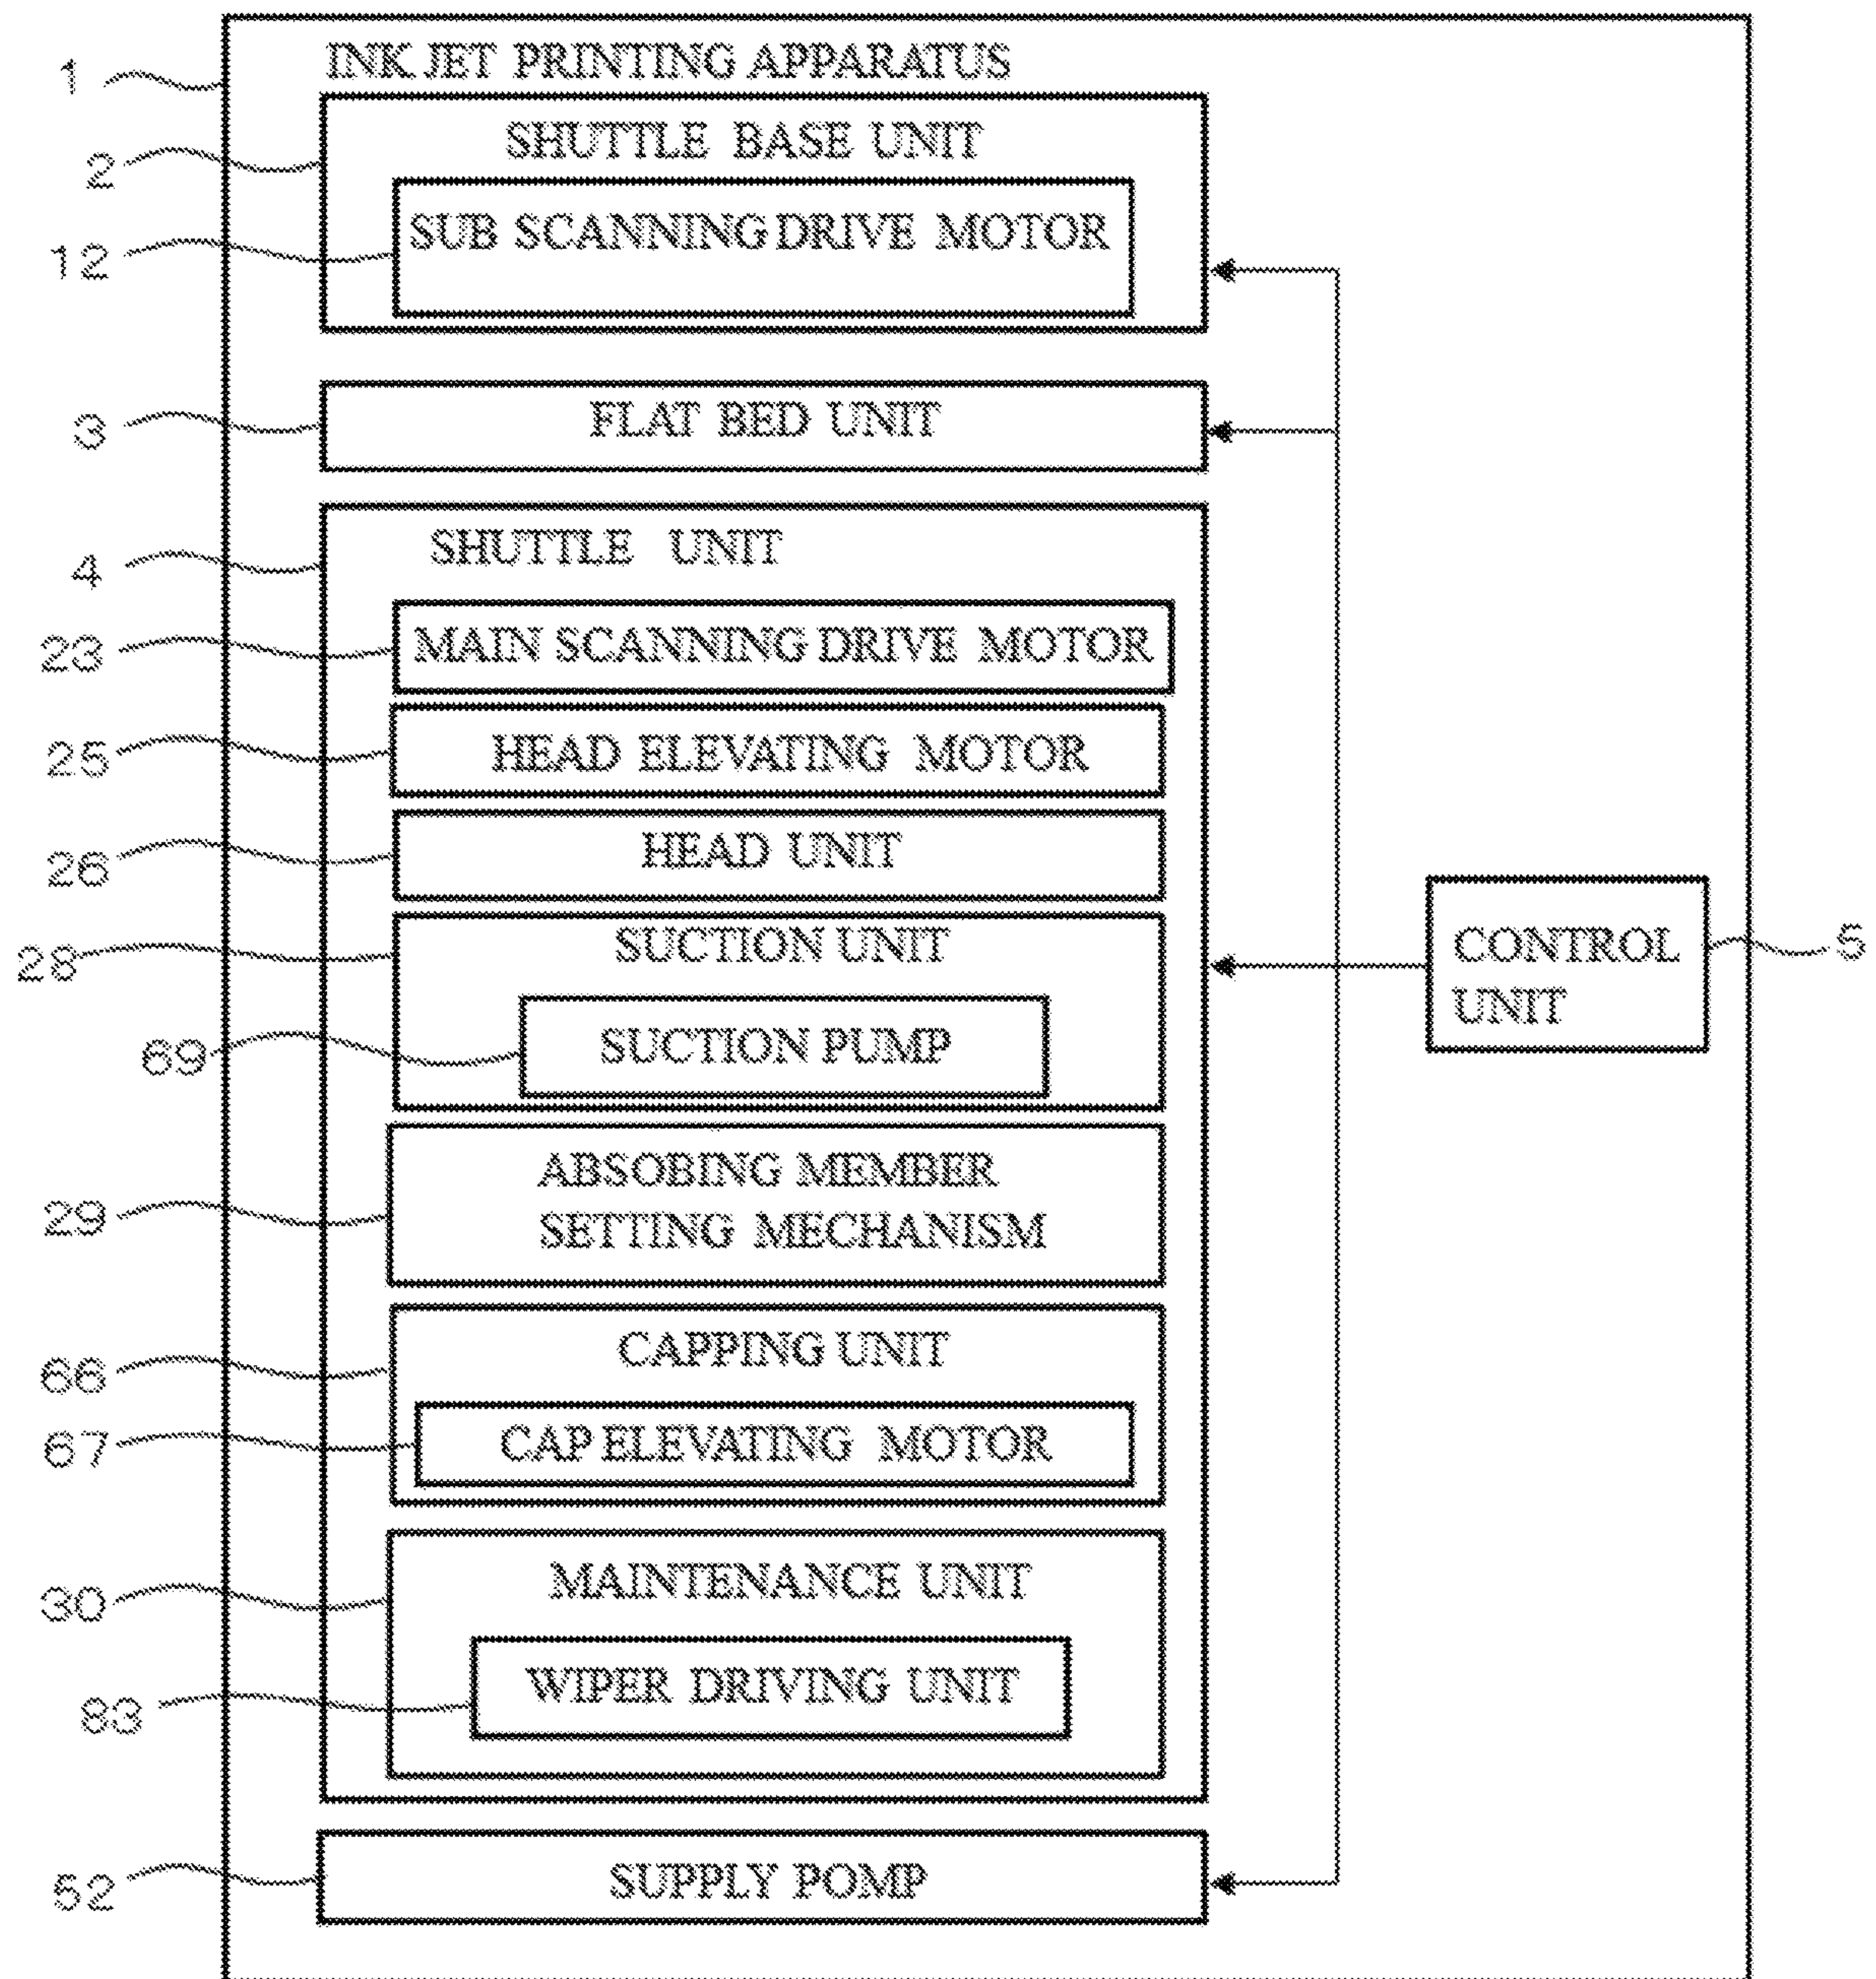 INK JET PRINTING APPARATUS
1
SHUTTLE BASE UNIT
2
SUB SCANNING DRIVE MOTOR
12
FLAT BED UNIT
3
SHUTTLE UNIT
4
MAIN SCANNING DRIVE MOTOR
23
HEAD ELEVATING MOTOR
25
HEAD UNIT
26
SUCTION UNIT
28
CONTROL
UNIT
5
SUCTION PUMP
69
ABSOBING MEMBER
SETTING MECHANISM
29
CAPPING UNIT
66
CAP ELEVATING MOTOR
67
MAINTENANCE UNIT
30
WIPER DRIVING UNIT
83
SUPPLY POMP
52